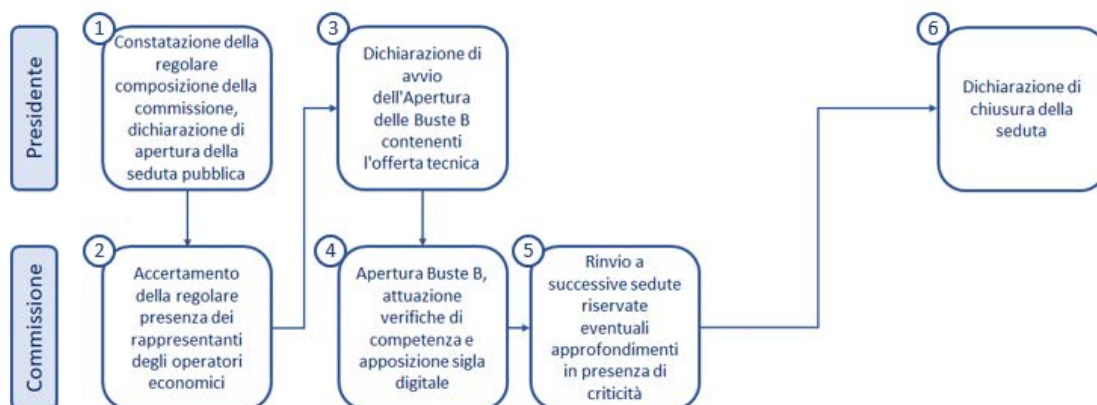 Presidente
1
Constatazione della
regolare
composizione della
commissione,
dichiarazione di
apertura della
seduta pubblica
3
Dichiarazione di
avvio
dell'Apertura
delle Buste B
contenenti
l'offerta tecnica
6
Dichiarazione di
chiusura della
seduta
Commissione
2
Accertamento
della regolare
presenza dei
rappresentanti
degli operatori
economici
4
Apertura Buste B,
attuazione
verifiche di
competenza e
apposizione sigla
digitale
5
Rinvio a
successive sedute
riservate
eventuali
approfondimenti
in presenza di
criticità